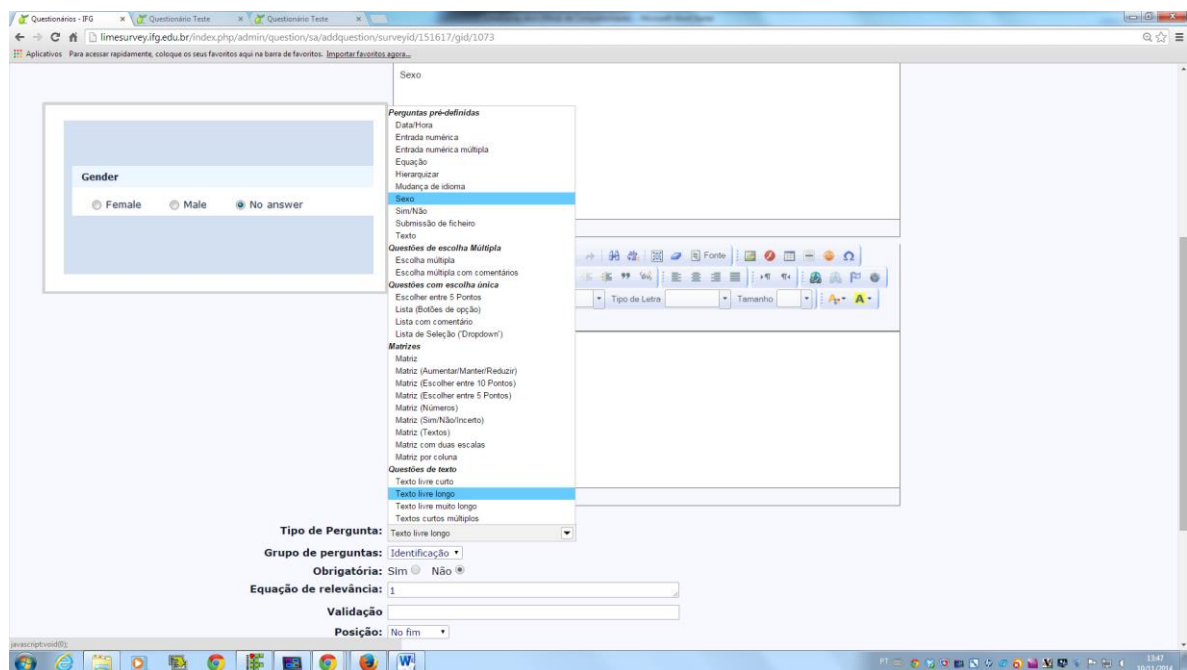 Questionários - IFG
Questionário Teste
Questionário Teste
limesurvey.ifg.edu.br/index.php/admin/question/sa/addquestion/surveyid/151617/gid/1073
Aplicativos Para acessar rapidamente, coloque os seus favoritos aqui na barra de favoritos. Importar favoritos agora...
Sexo
Gender
Female Male No answer
Perguntas pré-definidas
Data/Hora
Entrada numérica
Entrada numérica múltipla
Equação
Hierarquizar
Mudança de idioma
Sexo
Sim/Não
Submissão de ficheiro
Texto
Questões de escolha Múltipla
Escolha múltipla
Escolha múltipla com comentários
Questões com escolha única
Escolher entre 5 Pontos
Lista (Botões de opção)
Lista com comentário
Lista de Seleção ('Dropdown')
Matrizes
Matriz
Matriz (Aumentar/Manter/Reduzir)
Matriz (Escolher entre 10 Pontos)
Matriz (Escolher entre 5 Pontos)
Matriz (Números)
Matriz (Sim/Não/Incerto)
Matriz (Textos)
Matriz com duas escalas
Matriz por coluna
Questões de texto
Texto livre curto
Texto livre longo
Texto livre muito longo
Textos curtos múltiplos
Fonte
Tipo de Letra Tamanho
Tipo de Pergunta: Texto livre longo
Grupo de perguntas: Identificação
Obrigatória: Sim Não
Equação de relevância: 1
Validação
Posição: No fim
javascript:void(0);
PT
13:47
10/11/2014